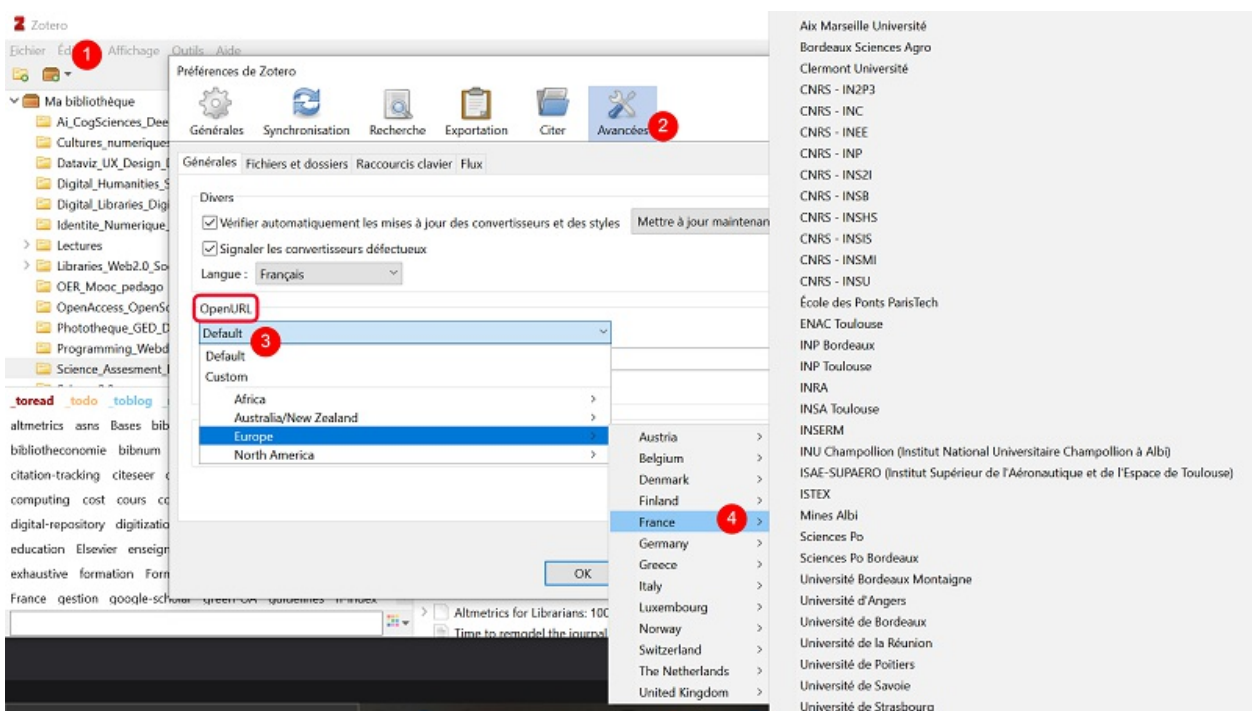 Zotero
Fichier Affichage Outils Aide
1
Ma bibliothèque
Ai_CogSciences_Dee
Cultures_numerique
Dataviz_UX_Design_
Digital_Humanities_S
Digital_Libraries_Digi
Identite_Numerique_
Lectures
Libraries_Web2.0_So
OER_Mooc_pedago
OpenAccess_OpenSc
Phototheque_GED_D
Programming_Webd
Science_Assesment_
_toread _todo _toblog
altmetrics asns Bases bib
bibliotheconomie bibnum
citation-tracking citeseer
computing cost cours
digital-repository digitizatio
education Elsevier enseign
exhaustive formation Form
France gestion google-scholar green-OA guidelines h-index
Préférences de Zotero
Générales Synchronisation Recherche Exportation Citer Avancées
2
Générales Fichiers et dossiers Raccourcis clavier Flux
Divers
Vérifier automatiquement les mises à jour des convertisseurs et des styles Mettre à jour maintenan
Signaler les convertisseurs défectueux
Langue : Français
OpenURL
Default
3
Default
Custom
Africa
Australia/New Zealand
Europe
North America
OK
Altmetrics for Librarians: 100
Time to remodel the journal
Austria
Belgium
Denmark
Finland
France
4
Germany
Greece
Italy
Luxembourg
Norway
Switzerland
The Netherlands
United Kingdom
Aix Marseille Université
Bordeaux Sciences Agro
Clermont Université
CNRS - IN2P3
CNRS - INC
CNRS - INEE
CNRS - INP
CNRS - INS2I
CNRS - INSB
CNRS - INSHS
CNRS - INSIS
CNRS - INSMI
CNRS - INSU
École des Ponts ParisTech
ENAC Toulouse
INP Bordeaux
INP Toulouse
INRA
INSA Toulouse
INSERM
INU Champollion (Institut National Universitaire Champollion à Albi)
ISAE-SUPAERO (Institut Supérieur de l'Aéronautique et de l'Espace de Toulouse)
ISTEX
Mines Albi
Sciences Po
Sciences Po Bordeaux
Université Bordeaux Montaigne
Université d'Angers
Université de Bordeaux
Université de la Réunion
Université de Poitiers
Université de Savoie
Université de Strasbourg